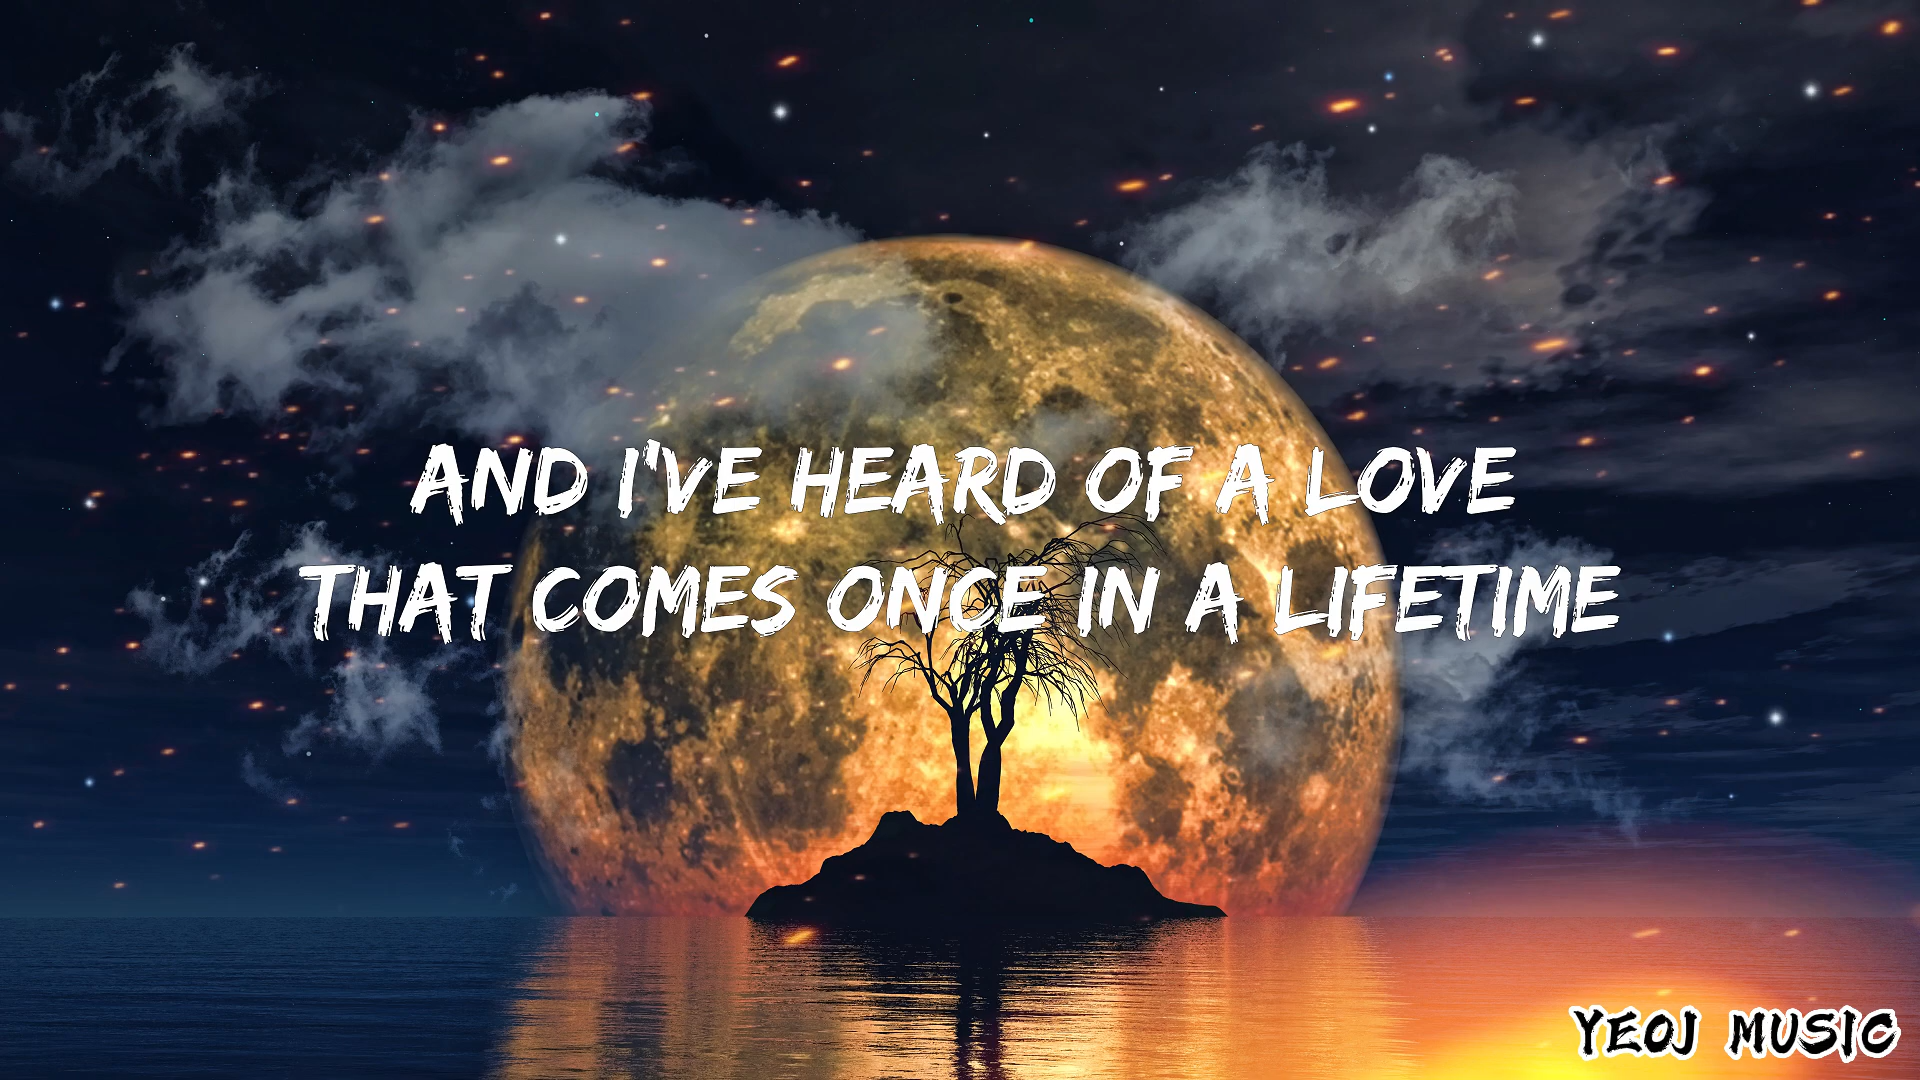 AND I'VE HEARD OF A LOVE
THAT COMES ONCE IN A LIFETIME
YEOJ MUSIC